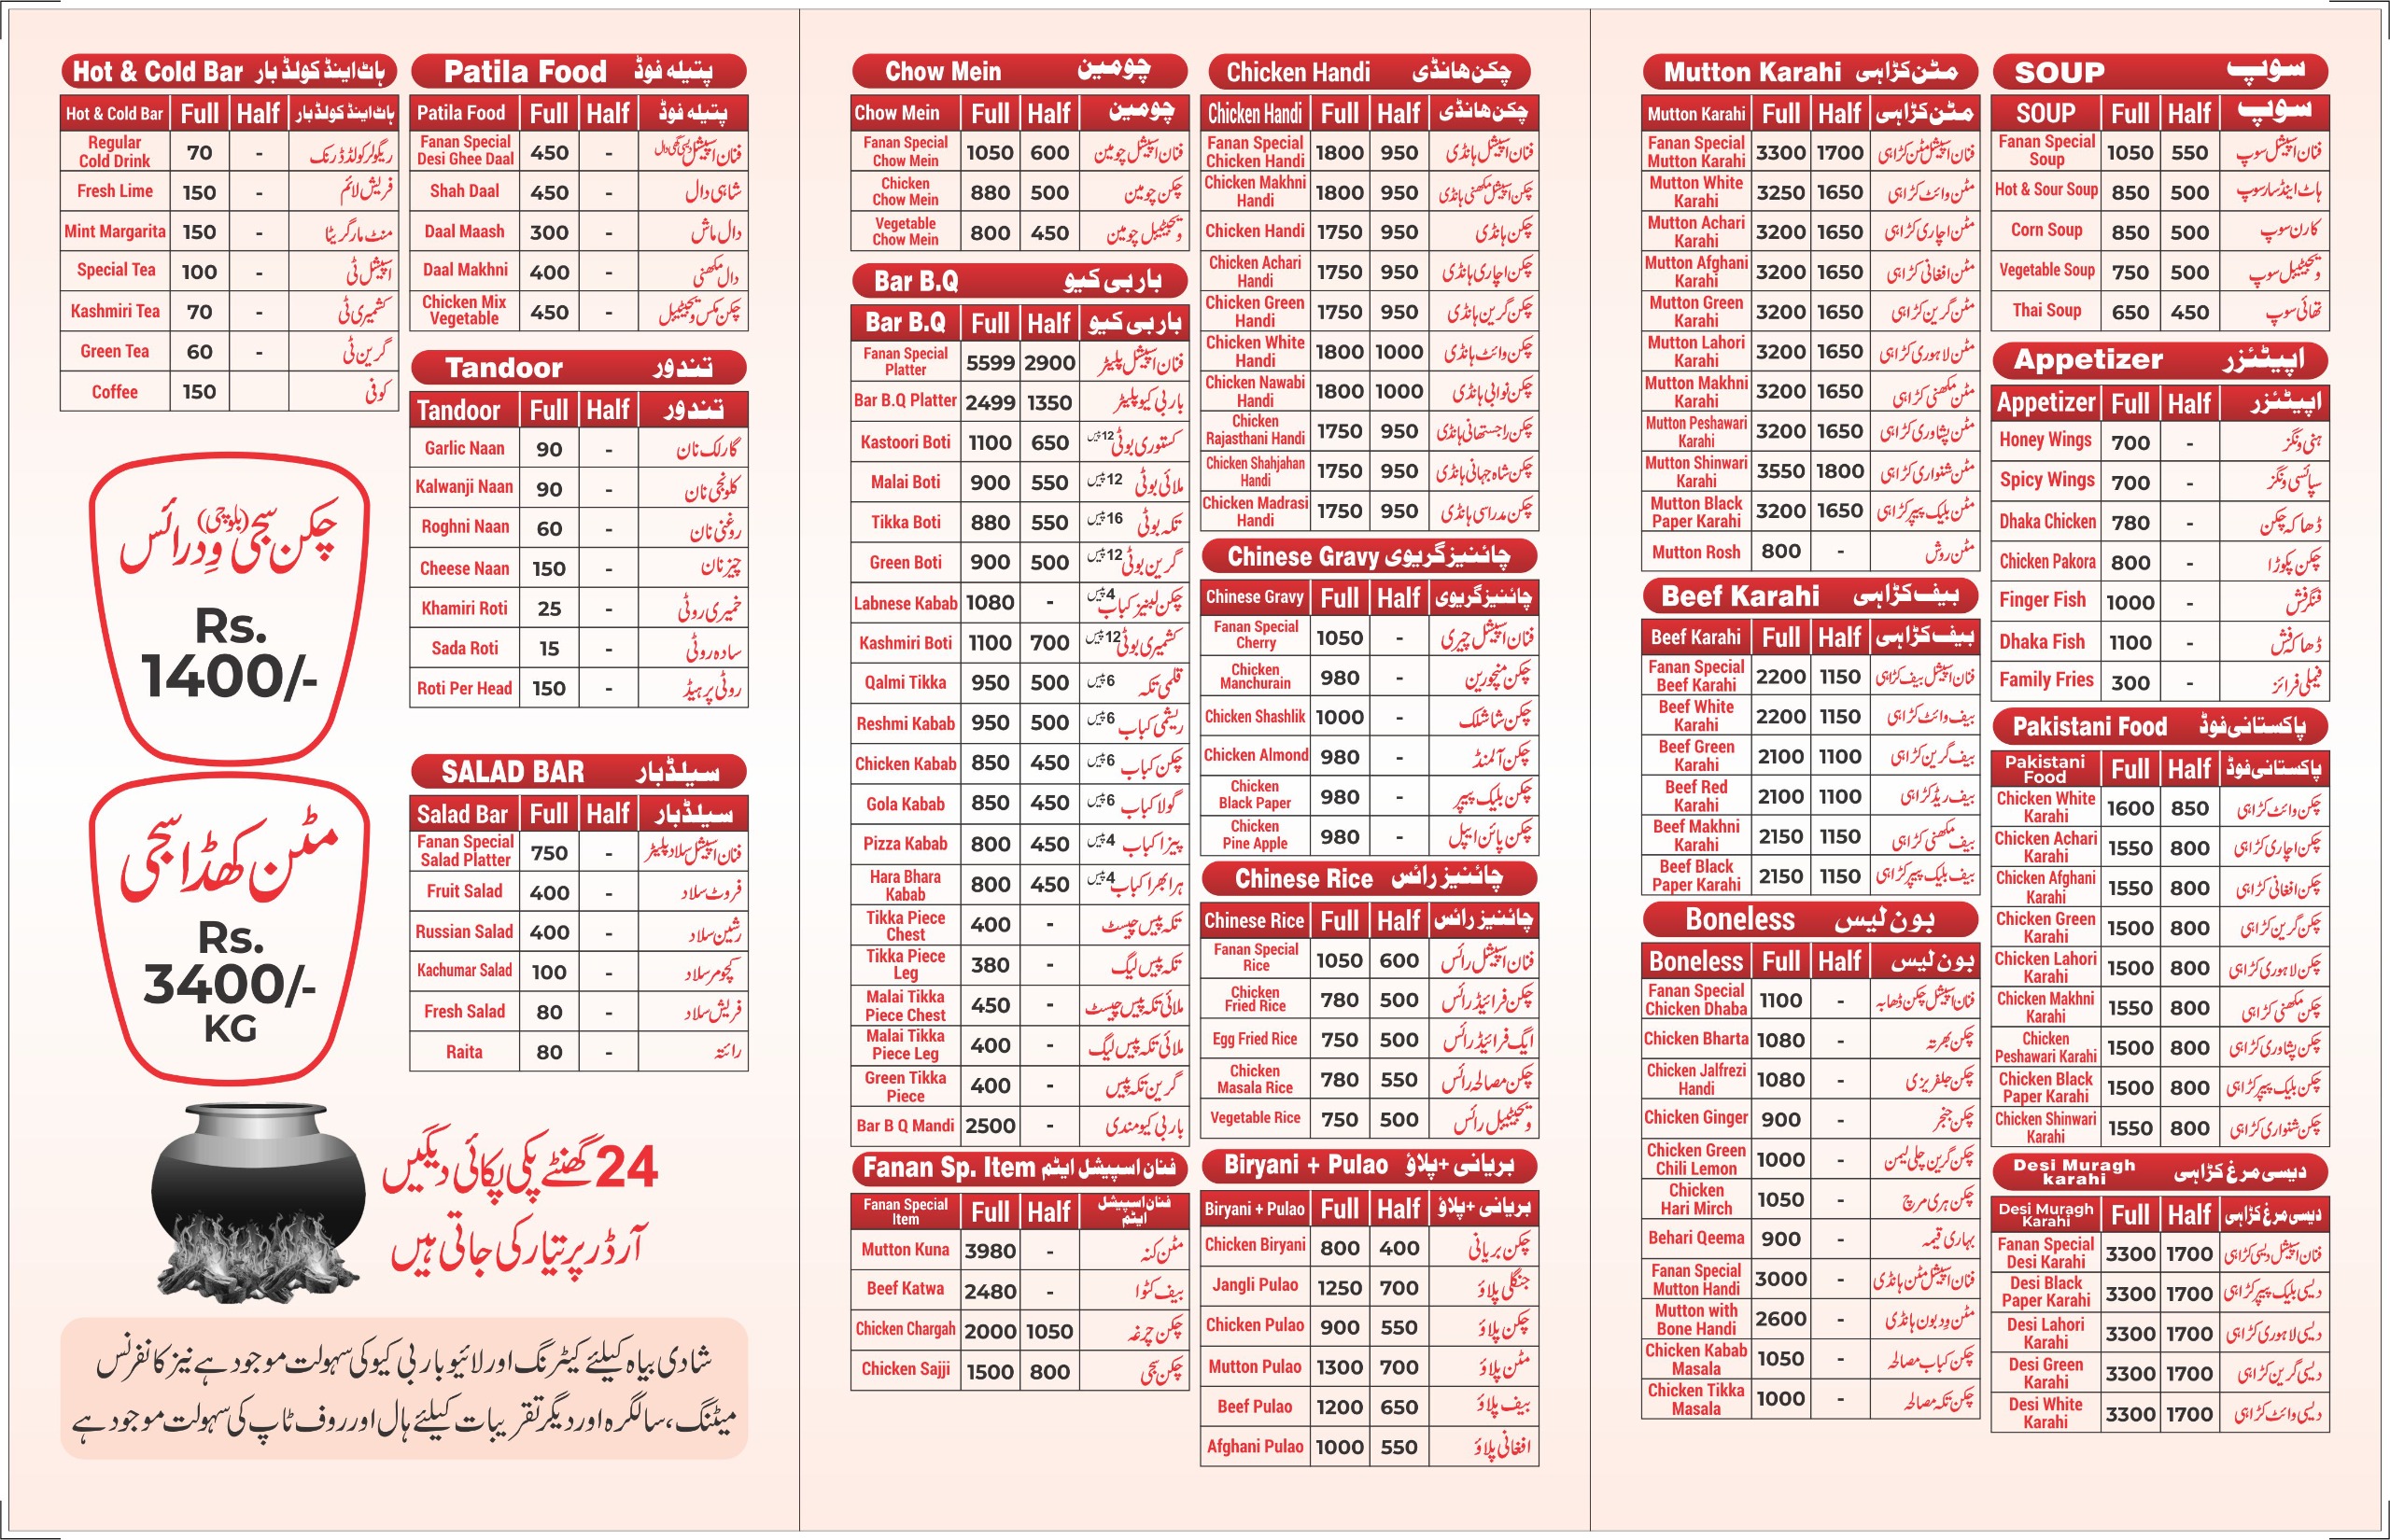 Hot & Cold Bar ہاٹ اینڈ کولڈ بار
Hot & Cold Bar Full Half ہاٹ اینڈ کولڈ بار
Regular
Cold Drink 70 - ریگولر کولڈ ڈرنک
Fresh Lime 150 - فریش لائم
Mint Margarita 150 - منٹ مارگریٹا
Special Tea 100 - اسپیشل ٹی
Kashmiri Tea 70 - کشمیری ٹی
Green Tea 60 - گرین ٹی
Coffee 150 کوفی
چکن سجی (بلوچی) وِد رائس
Rs.
1400/-
مٹن کھڈا سجی
Rs.
3400/-
KG
Patila Food پتیلہ فوڈ
Patila Food Full Half پتیلہ فوڈ
Fanan Special
Desi Ghee Daal 450 - فنان اسپیشل دیسی گھی دال
Shah Daal 450 - شاہی دال
Daal Maash 300 - دال ماش
Daal Makhni 400 - دال مکھنی
Chicken Mix
Vegetable 450 - چکن مکس ویجیٹیبل
Tandoor تندور
Tandoor Full Half تندور
Garlic Naan 90 - گارلک نان
Kalwanji Naan 90 - کلونجی نان
Roghni Naan 60 - روغنی نان
Cheese Naan 150 - چیز نان
Khamiri Roti 25 - خمیری روٹی
Sada Roti 15 - سادہ روٹی
Roti Per Head 150 - روٹی پر ہیڈ
SALAD BAR سیلڈ بار
Salad Bar Full Half سیلڈ بار
Fanan Special
Salad Platter 750 - فنان اسپیشل سلاد پلیٹر
Fruit Salad 400 - فروٹ سلاد
Russian Salad 400 - رشین سلاد
Kachumar Salad 100 - کچومر سلاد
Fresh Salad 80 - فریش سلاد
Raita 80 - رائتہ
24 گھنٹے پکی پکائی دیگیں
آرڈر پر تیار کی جاتی ہیں
شادی بیاہ کیلئے کیٹرنگ اور لائیو بار بی کیو کی سہولت موجود ہے نیز کانفرنس
میٹنگ، سالگرہ اور دیگر تقریبات کیلئے ہال اور روف ٹاپ کی سہولت موجود ہے
Chow Mein چومین
Chow Mein Full Half چومین
Fanan Special
Chow Mein 1050 600 فنان اسپیشل چومین
Chicken
Chow Mein 880 500 چکن چومین
Vegetable
Chow Mein 800 450 ویجیٹیبل چومین
Bar B.Q بار بی کیو
Bar B.Q Full Half بار بی کیو
Fanan Special
Platter 5599 2900 فنان اسپیشل پلیٹر
Bar B.Q Platter 2499 1350 بار بی کیو پلیٹر
Kastoori Boti 1100 650 کستوری بوٹی 12 پیس
Malai Boti 900 550 ملائی بوٹی 12 پیس
Tikka Boti 880 550 تکہ بوٹی 16 پیس
Green Boti 900 500 گرین بوٹی 12 پیس
Labnese Kabab 1080 - چکن لبنیز کباب 4 پیس
Kashmiri Boti 1100 700 کشمیری بوٹی 12 پیس
Qalmi Tikka 950 500 قلمی تکہ 6 پیس
Reshmi Kabab 950 500 ریشمی کباب 6 پیس
Chicken Kabab 850 450 چکن کباب 6 پیس
Gola Kabab 850 450 گولا کباب 6 پیس
Pizza Kabab 800 450 پیزا کباب 4 پیس
Hara Bhara
Kabab 800 450 ہرا بھرا کباب 4 پیس
Tikka Piece
Chest 400 - تکہ پیس چیسٹ
Tikka Piece
Leg 380 - تکہ پیس لیگ
Malai Tikka
Piece Chest 450 - ملائی تکہ پیس چیسٹ
Malai Tikka
Piece Leg 400 - ملائی تکہ پیس لیگ
Green Tikka
Piece 400 - گرین تکہ پیس
Bar B Q Mandi 2500 - بار بی کیو مندی
Fanan Sp. Item فنان اسپیشل ایٹم
Fanan Special
Item Full Half فنان اسپیشل
ایٹم
Mutton Kuna 3980 - مٹن کنہ
Beef Katwa 2480 - بیف کٹوا
Chicken Chargah 2000 1050 چکن چرغہ
Chicken Sajji 1500 800 چکن سجی
Chicken Handi چکن ھانڈی
Chicken Handi Full Half چکن ھانڈی
Fanan Special
Chicken Handi 1800 950 فنان اسپیشل ہانڈی
Chicken Makhni
Handi 1800 950 چکن اسپیشل مکھنی ہانڈی
Chicken Handi 1750 950 چکن ہانڈی
Chicken Achari
Handi 1750 950 چکن اچاری ہانڈی
Chicken Green
Handi 1750 950 چکن گرین ہانڈی
Chicken White
Handi 1800 1000 چکن وائٹ ہانڈی
Chicken Nawabi
Handi 1800 1000 چکن نوابی ہانڈی
Chicken
Rajasthani Handi 1750 950 چکن راجستھانی ہانڈی
Chicken Shahjahan
Handi 1750 950 چکن شاہ جہانی ہانڈی
Chicken Madrasi
Handi 1750 950 چکن مدراسی ہانڈی
Chinese Gravy چائنیز گریوی
Chinese Gravy Full Half چائنیز گریوی
Fanan Special
Cherry 1050 - فنان اسپیشل چیری
Chicken
Manchurain 980 - چکن منچورین
Chicken Shashlik 1000 - چکن شاشلک
Chicken Almond 980 - چکن آلمنڈ
Chicken
Black Paper 980 - چکن بلیک پیپر
Chicken
Pine Apple 980 - چکن پائن ایپل
Chinese Rice چائنیز رائس
Chinese Rice Full Half چائنیز رائس
Fanan Special
Rice 1050 600 فنان اسپیشل رائس
Chicken
Fried Rice 780 500 چکن فرائیڈ رائس
Egg Fried Rice 750 500 ایگ فرائیڈ رائس
Chicken
Masala Rice 780 550 چکن مصالحہ رائس
Vegetable Rice 750 500 ویجیٹیبل رائس
Biryani + Pulao بریانی + پلاؤ
Biryani + Pulao Full Half بریانی + پلاؤ
Chicken Biryani 800 400 چکن بریانی
Jangli Pulao 1250 700 جنگلی پلاؤ
Chicken Pulao 900 550 چکن پلاؤ
Mutton Pulao 1300 700 مٹن پلاؤ
Beef Pulao 1200 650 بیف پلاؤ
Afghani Pulao 1000 550 افغانی پلاؤ
Mutton Karahi مٹن کڑاہی
Mutton Karahi Full Half مٹن کڑاہی
Fanan Special
Mutton Karahi 3300 1700 فنان اسپیشل مٹن کڑاہی
Mutton White
Karahi 3250 1650 مٹن وائٹ کڑاہی
Mutton Achari
Karahi 3200 1650 مٹن اچاری کڑاہی
Mutton Afghani
Karahi 3200 1650 مٹن افغانی کڑاہی
Mutton Green
Karahi 3200 1650 مٹن گرین کڑاہی
Mutton Lahori
Karahi 3200 1650 مٹن لاہوری کڑاہی
Mutton Makhni
Karahi 3200 1650 مٹن مکھنی کڑاہی
Mutton Peshawari
Karahi 3200 1650 مٹن پشاوری کڑاہی
Mutton Shinwari
Karahi 3550 1800 مٹن شنواری کڑاہی
Mutton Black
Paper Karahi 3200 1650 مٹن بلیک پیپر کڑاہی
Mutton Rosh 800 - مٹن روش
Beef Karahi بیف کڑاہی
Beef Karahi Full Half بیف کڑاہی
Fanan Special
Beef Karahi 2200 1150 فنان اسپیشل بیف کڑاہی
Beef White
Karahi 2200 1150 بیف وائٹ کڑاہی
Beef Green
Karahi 2100 1100 بیف گرین کڑاہی
Beef Red
Karahi 2100 1100 بیف ریڈ کڑاہی
Beef Makhni
Karahi 2150 1150 بیف مکھنی کڑاہی
Beef Black
Paper Karahi 2150 1150 بیف بلیک پیپر کڑاہی
Boneless بون لیس
Boneless Full Half بون لیس
Fanan Special
Chicken Dhaba 1100 - فنان اسپیشل چکن ڈھابہ
Chicken Bharta 1080 - چکن بھرتہ
Chicken Jalfrezi
Handi 1080 - چکن جلفریزی
Chicken Ginger 900 - چکن جنجر
Chicken Green
Chili Lemon 1000 - چکن گرین چلی لیمن
Chicken
Hari Mirch 1050 - چکن ہری مرچ
Behari Qeema 900 - بہاری قیمہ
Fanan Special
Mutton Handi 3000 - فنان اسپیشل مٹن ہانڈی
Mutton with
Bone Handi 2600 - مٹن وِد بون ہانڈی
Chicken Kabab
Masala 1050 - چکن کباب مصالحہ
Chicken Tikka
Masala 1000 - چکن تکہ مصالحہ
SOUP سوپ
SOUP Full Half سوپ
Fanan Special
Soup 1050 550 فنان اسپیشل سوپ
Hot & Sour Soup 850 500 ہاٹ اینڈ سار سوپ
Corn Soup 850 500 کارن سوپ
Vegetable Soup 750 500 ویجیٹیبل سوپ
Thai Soup 650 450 تھائی سوپ
Appetizer اپیٹئزر
Appetizer Full Half اپیٹئزر
Honey Wings 700 - ہنی ونگز
Spicy Wings 700 - سپائسی ونگز
Dhaka Chicken 780 - ڈھاکہ چکن
Chicken Pakora 800 - چکن پکوڑا
Finger Fish 1000 - فنگر فش
Dhaka Fish 1100 - ڈھاکہ فش
Family Fries 300 - فیملی فرائز
Pakistani Food پاکستانی فوڈ
Pakistani
Food Full Half پاکستانی فوڈ
Chicken White
Karahi 1600 850 چکن وائٹ کڑاہی
Chicken Achari
Karahi 1550 800 چکن اچاری کڑاہی
Chicken Afghani
Karahi 1550 800 چکن افغانی کڑاہی
Chicken Green
Karahi 1500 800 چکن گرین کڑاہی
Chicken Lahori
Karahi 1500 800 چکن لاہوری کڑاہی
Chicken Makhni
Karahi 1550 800 چکن مکھنی کڑاہی
Chicken
Peshawari Karahi 1500 800 چکن پشاوری کڑاہی
Chicken Black
Paper Karahi 1500 800 چکن بلیک پیپر کڑاہی
Chicken Shinwari
Karahi 1550 800 چکن شنواری کڑاہی
Desi Muragh
karahi دیسی مرغ کڑاہی
Desi Muragh
Karahi Full Half دیسی مرغ کڑاہی
Fanan Special
Desi Karahi 3300 1700 فنان اسپیشل دیسی کڑاہی
Desi Black
Paper Karahi 3300 1700 دیسی بلیک پیپر کڑاہی
Desi Lahori
Karahi 3300 1700 دیسی لاہوری کڑاہی
Desi Green
Karahi 3300 1700 دیسی گرین کڑاہی
Desi White
Karahi 3300 1700 دیسی وائٹ کڑاہی